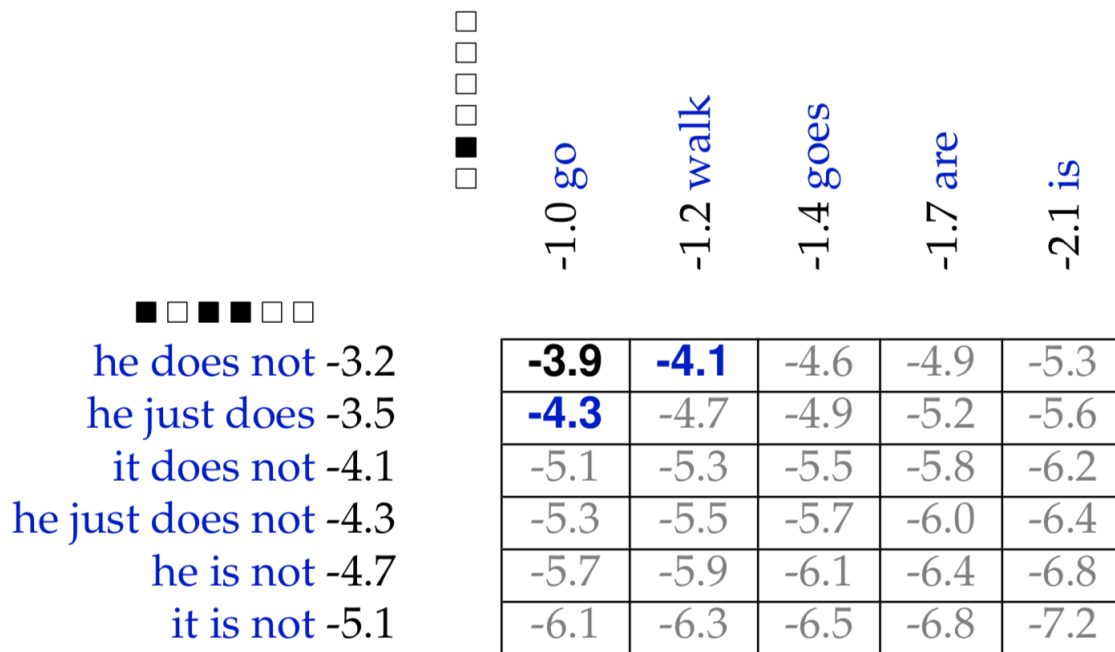 -1.0 go
-1.2 walk
-1.4 goes
-1.7 are
-2.1 is
he does not -3.2 -3.9 -4.1 -4.6 -4.9 -5.3
he just does -3.5 -4.3 -4.7 -4.9 -5.2 -5.6
it does not -4.1 -5.1 -5.3 -5.5 -5.8 -6.2
he just does not -4.3 -5.3 -5.5 -5.7 -6.0 -6.4
he is not -4.7 -5.7 -5.9 -6.1 -6.4 -6.8
it is not -5.1 -6.1 -6.3 -6.5 -6.8 -7.2